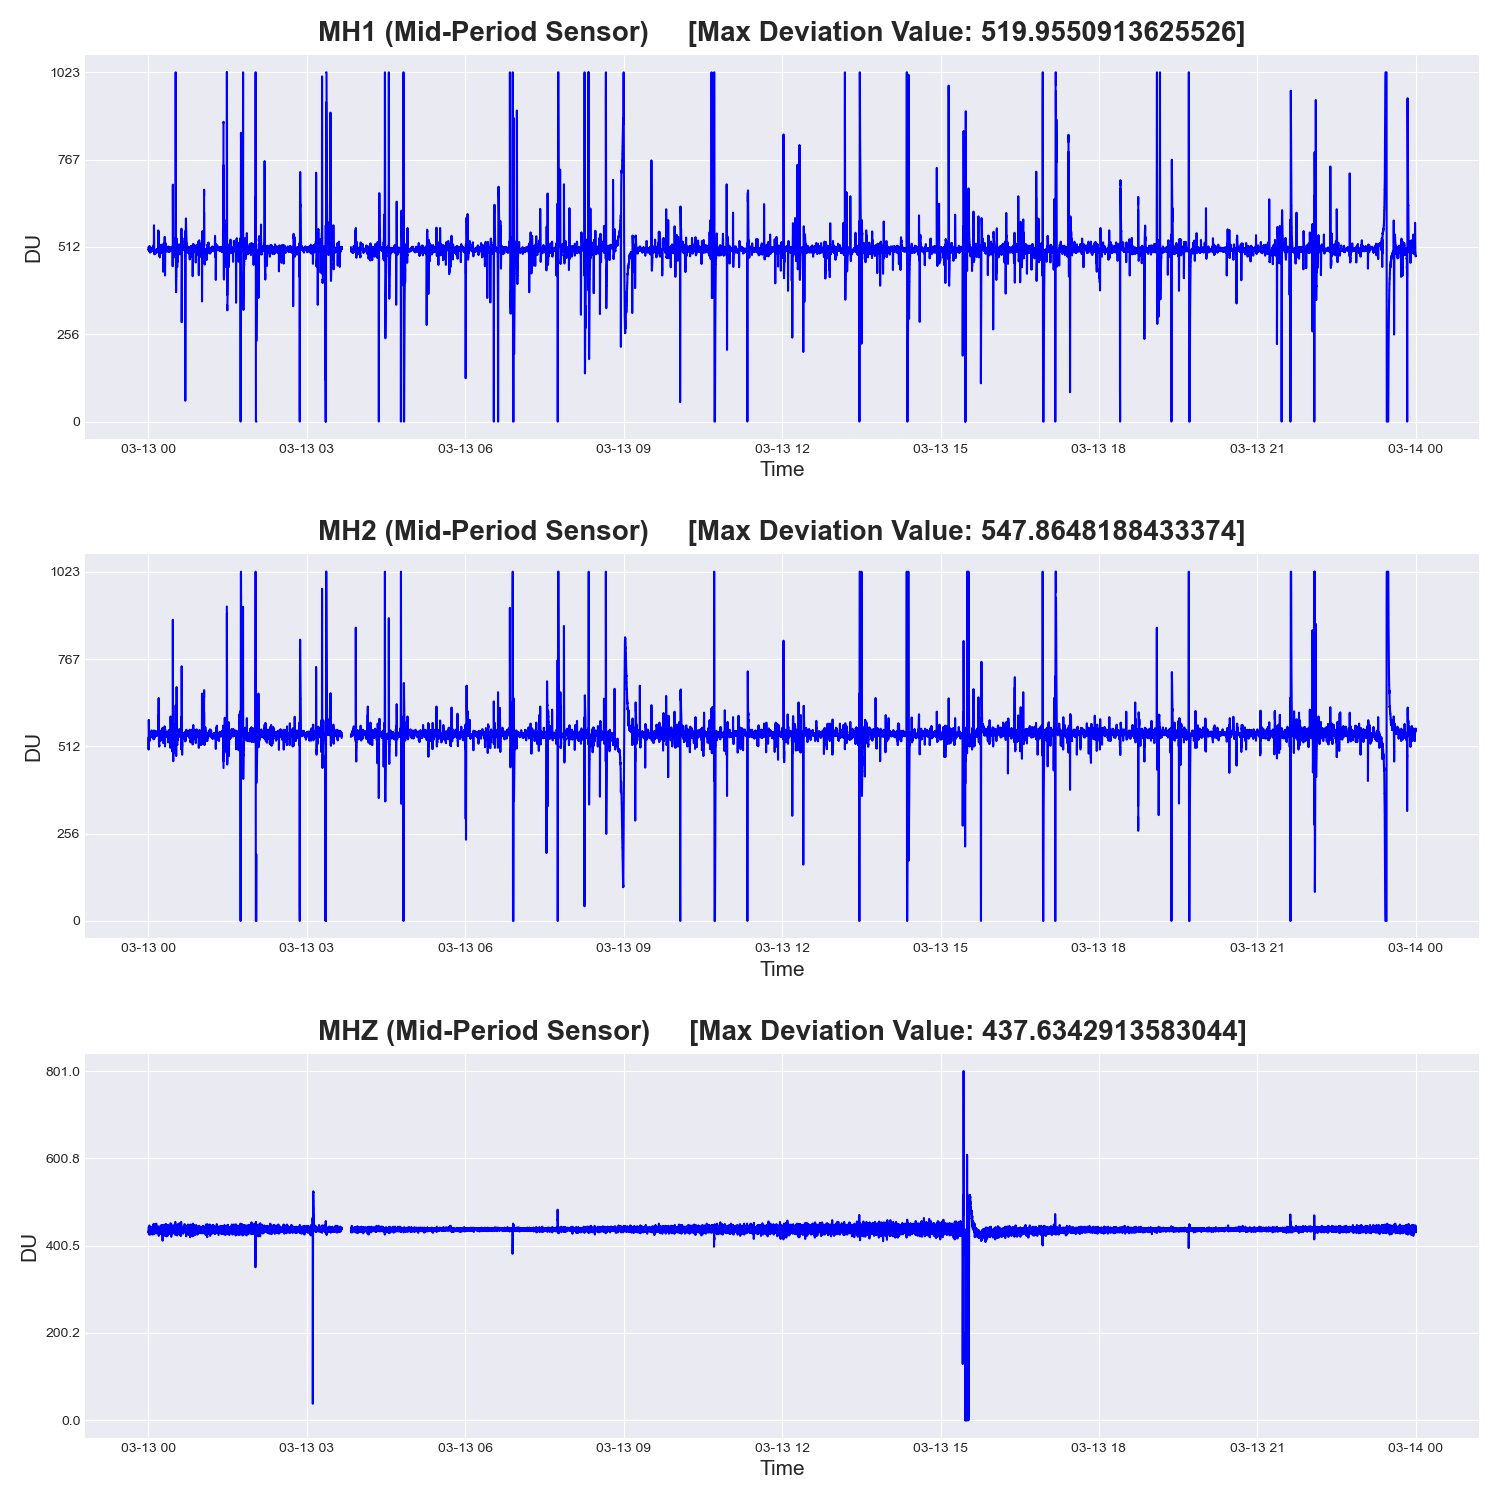 MH1 (Mid-Period Sensor) [Max Deviation Value: 519.9550913625526]
1023
767
512
256
0
DU
03-13 00 03-13 03 03-13 06 03-13 09 03-13 12 03-13 15 03-13 18 03-13 21 03-14 00
Time
MH2 (Mid-Period Sensor) [Max Deviation Value: 547.8648188433374]
1023
767
512
256
0
DU
03-13 00 03-13 03 03-13 06 03-13 09 03-13 12 03-13 15 03-13 18 03-13 21 03-14 00
Time
MHZ (Mid-Period Sensor) [Max Deviation Value: 437.6342913583044]
801.0
600.8
400.5
200.2
0.0
DU
03-13 00 03-13 03 03-13 06 03-13 09 03-13 12 03-13 15 03-13 18 03-13 21 03-14 00
Time